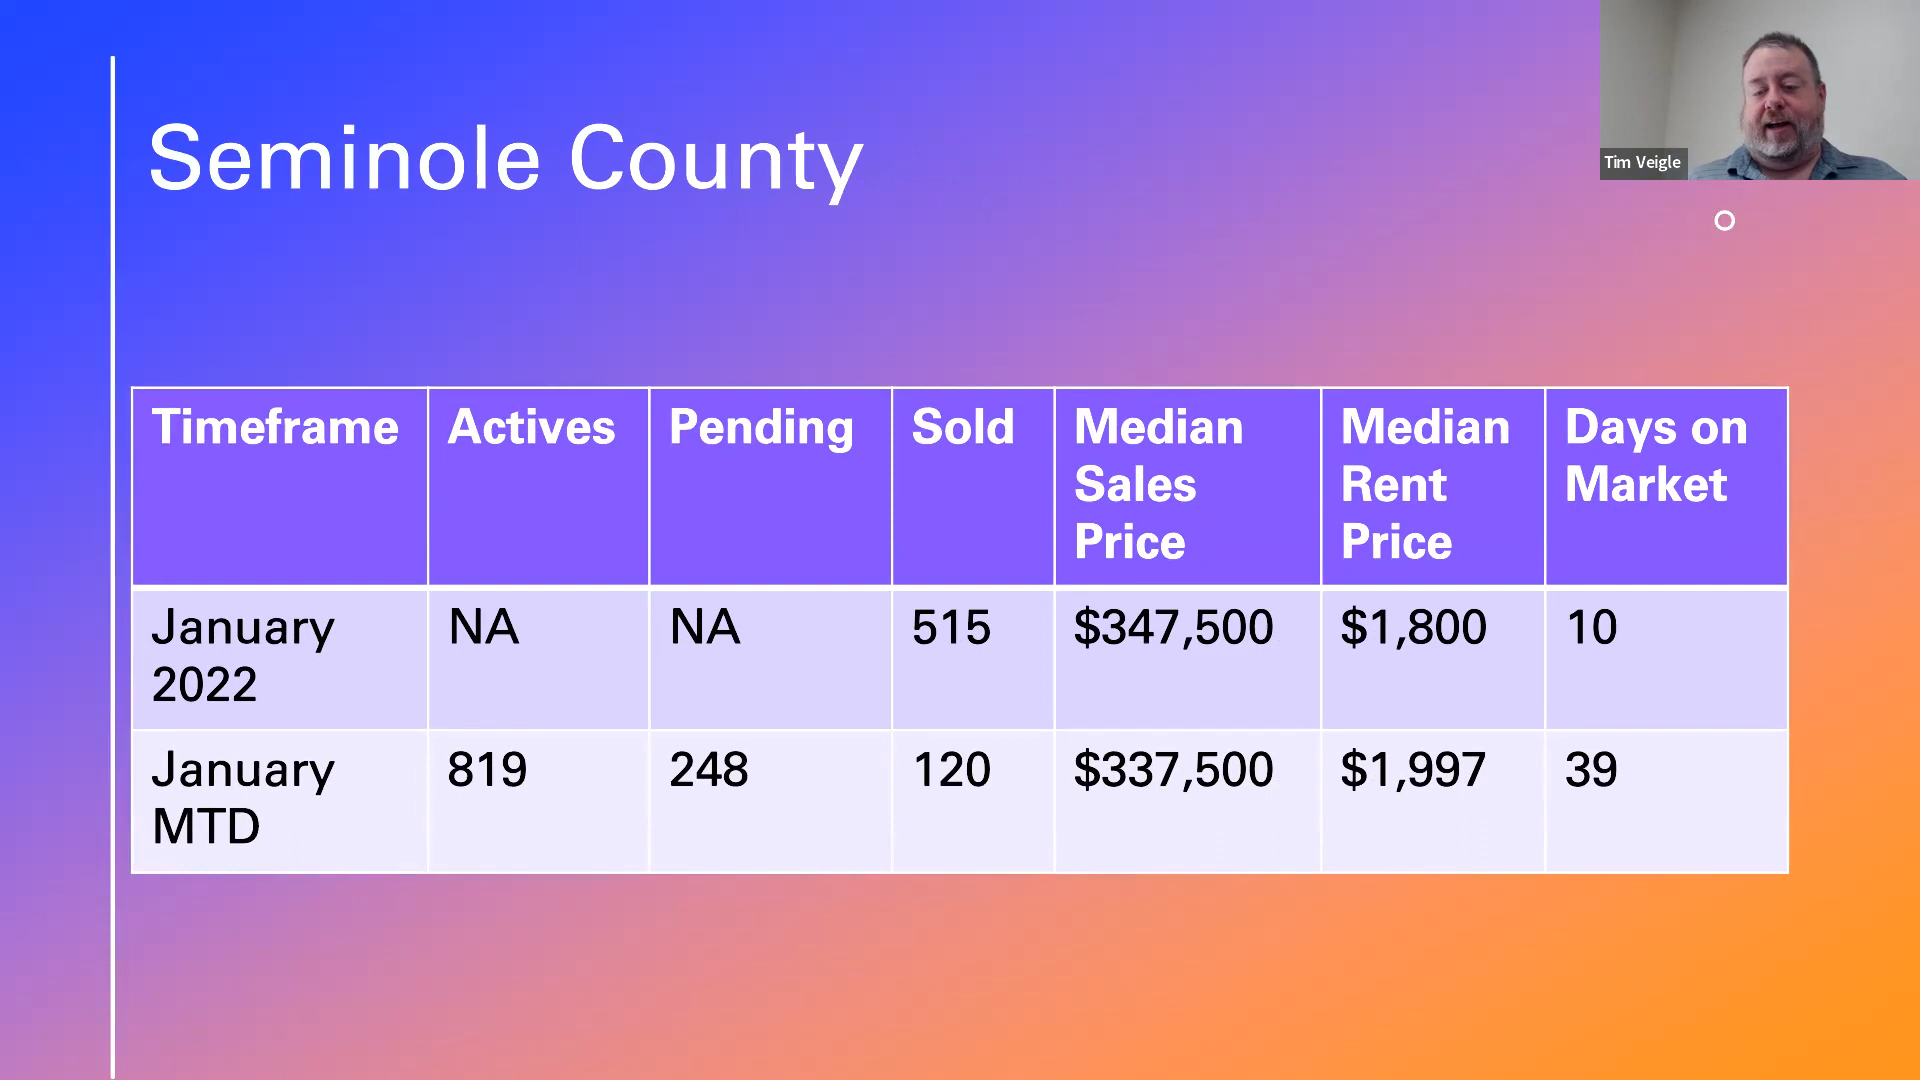 Seminole County
Tim Veigle
Timeframe Actives Pending Sold Median Sales Price Median Rent Price Days on Market
January 2022 NA NA 515 $347,500 $1,800 10
January MTD 819 248 120 $337,500 $1,997 39